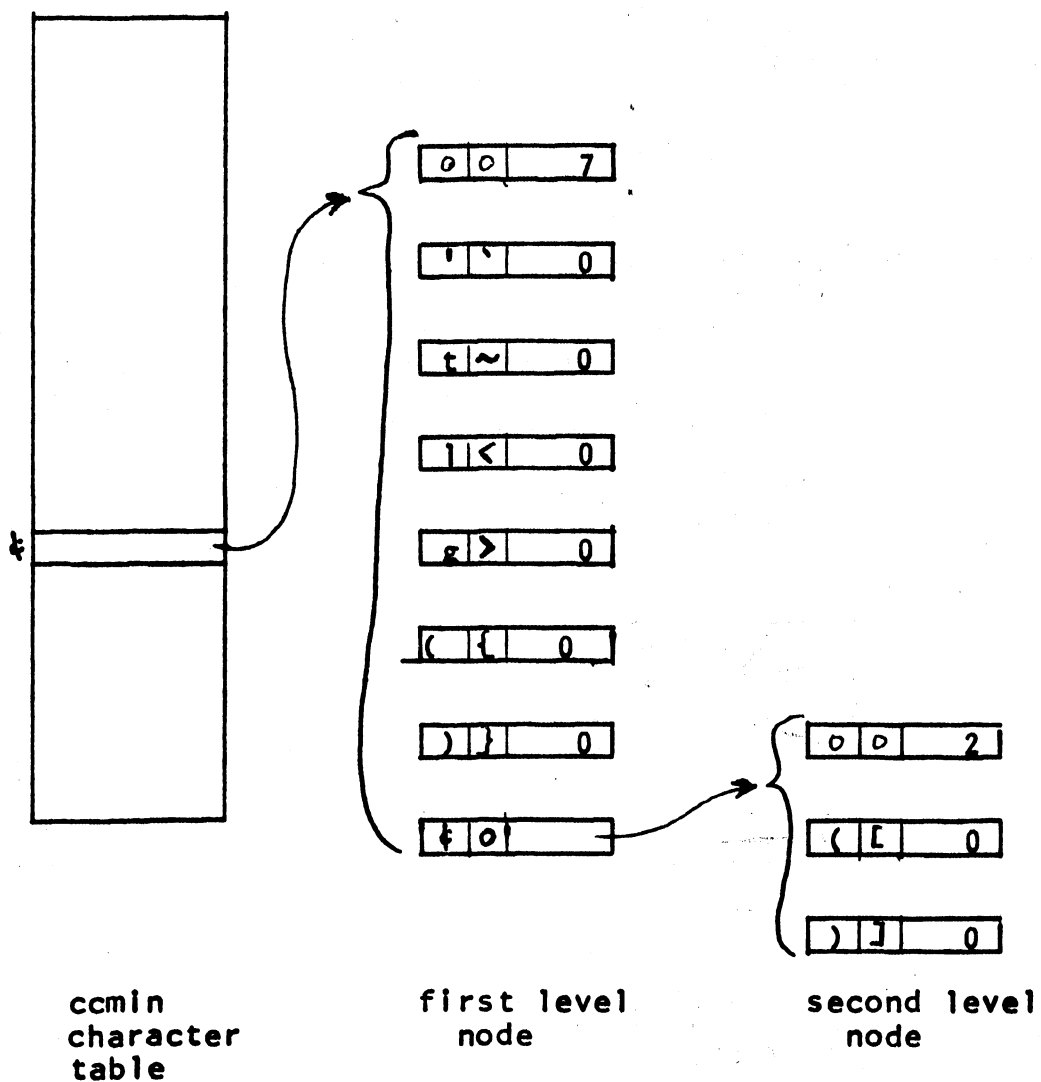 0 0 7
' ` 0
t ~ 0
l < 0
g > 0
( { 0
) } 0
¢ 0
0 0 2
( [ 0
) ] 0
¢
ccmin
character
table
first level
node
second level
node